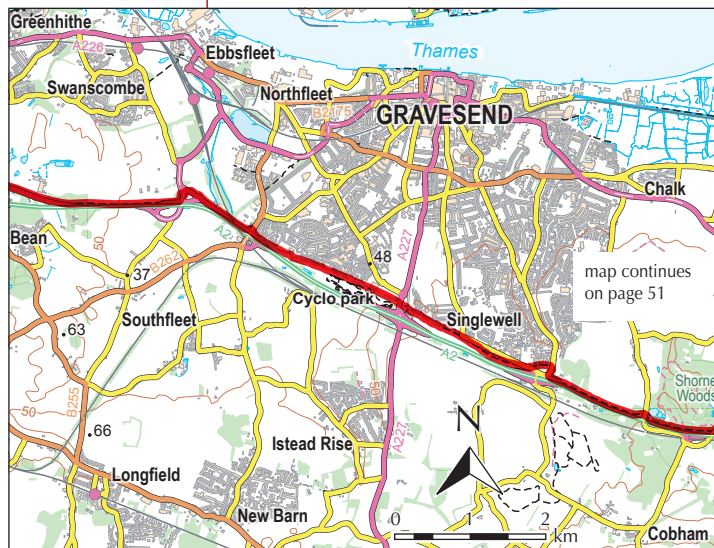 Greenhithe
A226
Ebbsfleet
Thames
Swanscombe
Northfleet
B2175
GRAVESEND
Chalk
50
Bean
A2
B262
48
A227
37
map continues
on page 51
Cyclo park
Southfleet
Singlewell
63
A2
Shorne
Woods
50
B255
50
66
N
Istead Rise
A227
Longfield
New Barn
0 1 2
km
Cobham